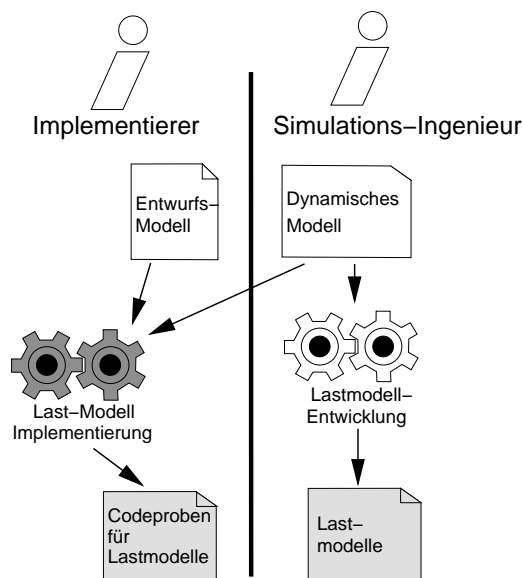 Implementierer
Simulations−Ingenieur
Entwurfs−
Modell
Dynamisches
Modell
Last−Modell
Implementierung
Lastmodell−
Entwicklung
Codeproben
für
Lastmodelle
Last−
modelle